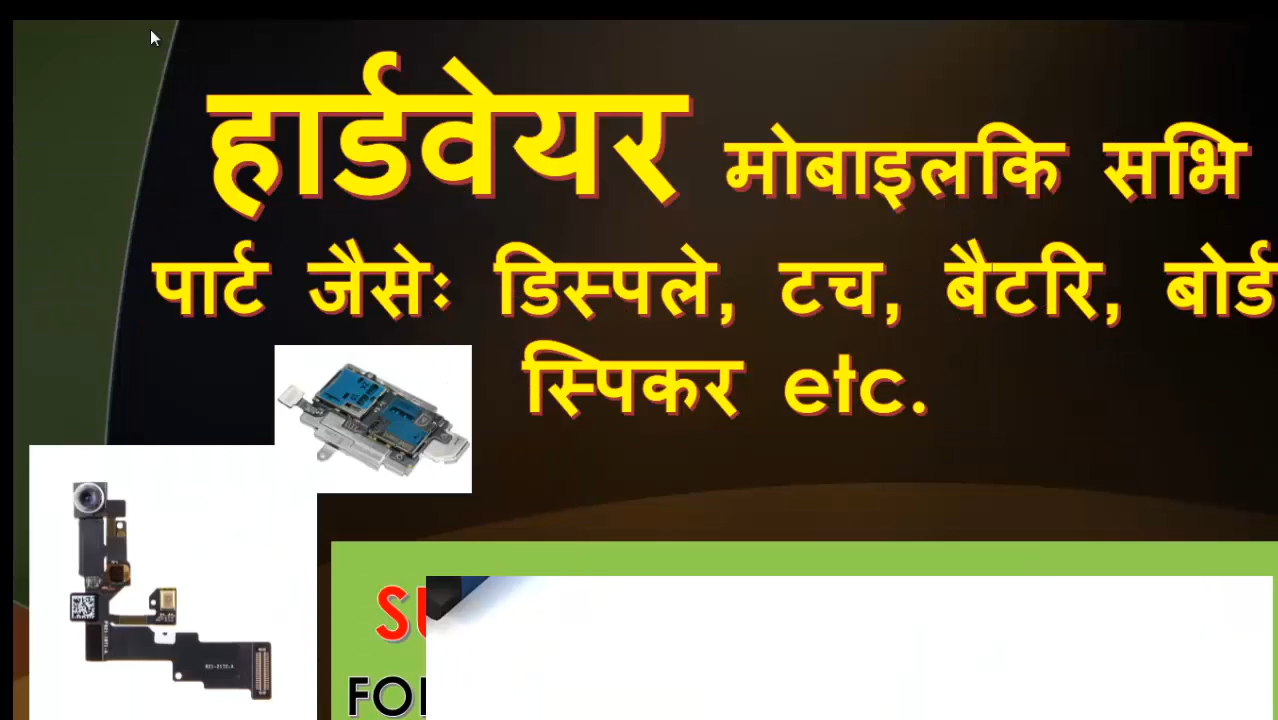 हार्डवेयर मोबाइलकि सभि
पार्ट जैसेः डिस्पले, टच, बैटरि, बोर्ड
स्पिकर etc.